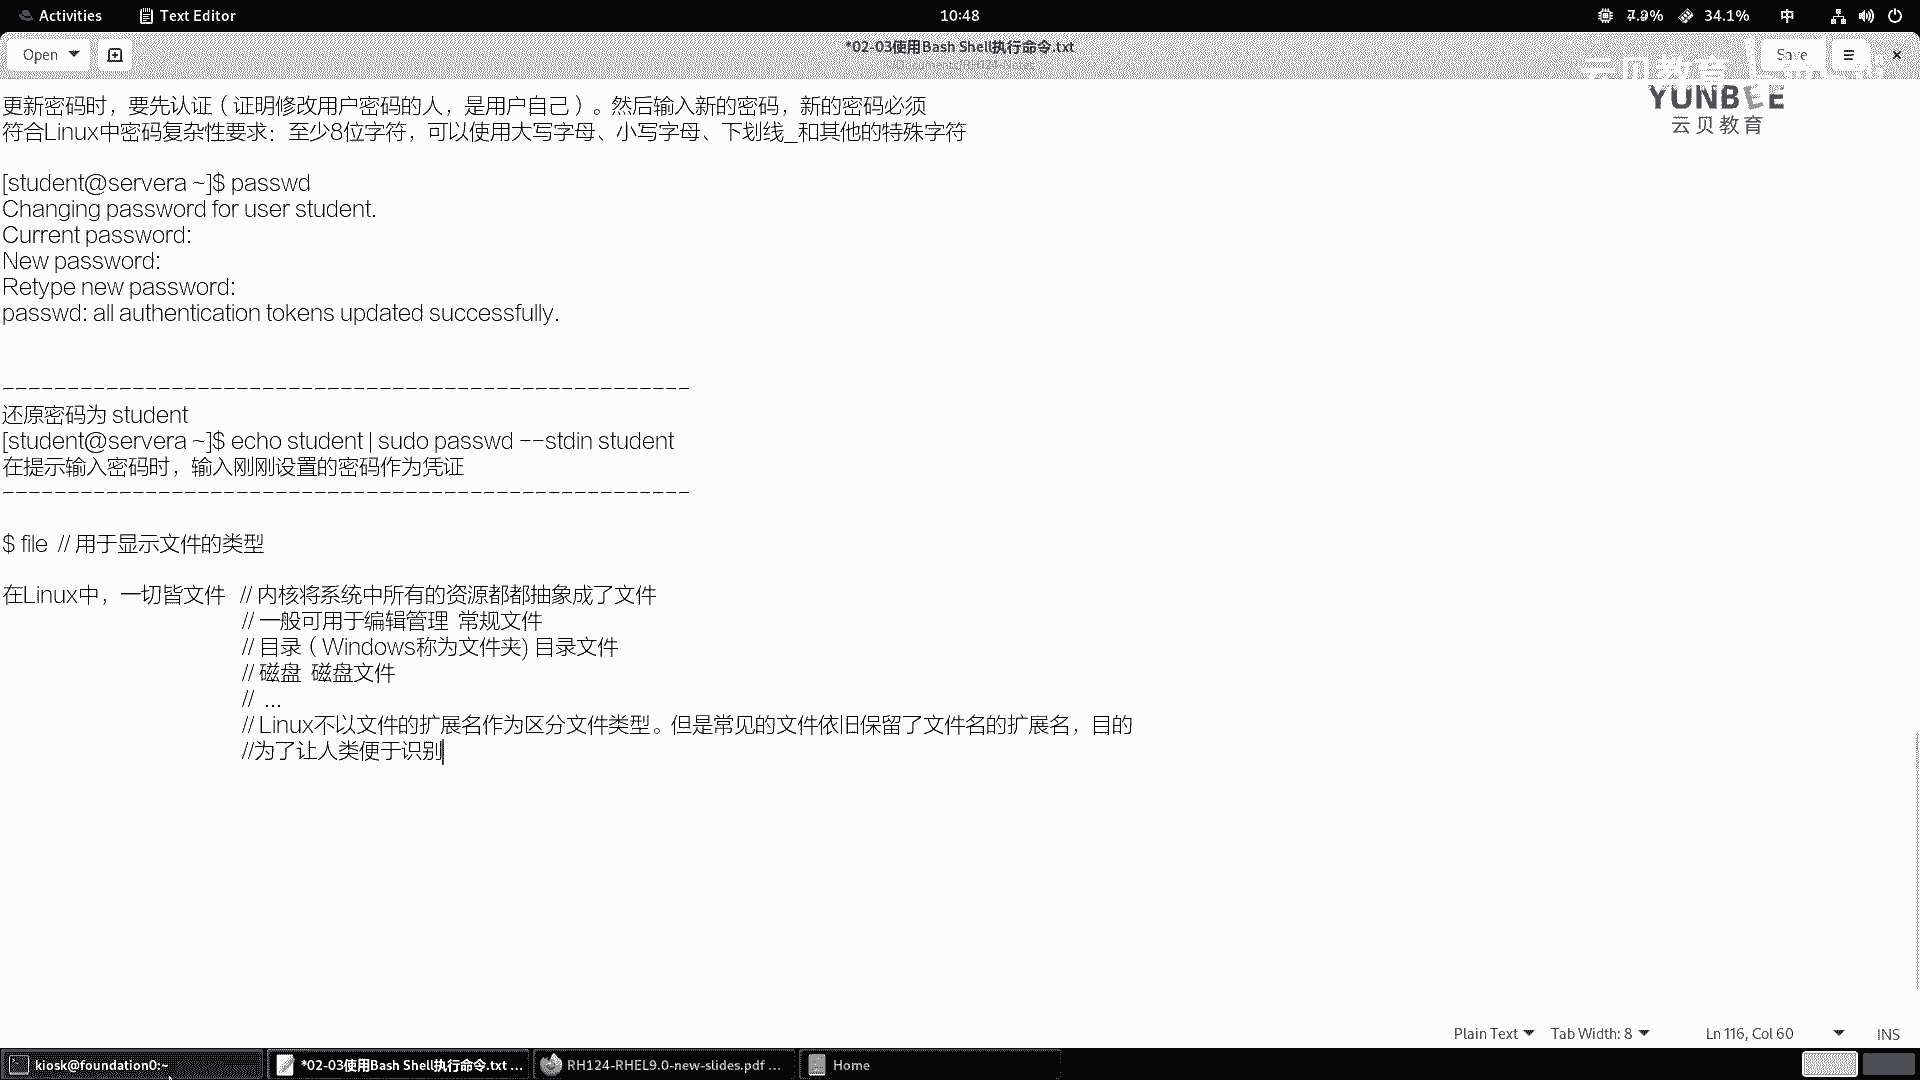 Activities Text Editor 10:48 7.9% 34.1% 中
Open *02-03使用Bash Shell执行命令.txt Save
~/Documents/RH124-Notes
YUNBEE
云贝教育
更新密码时，要先认证（证明修改用户密码的人，是用户自己）。然后输入新的密码，新的密码必须
符合Linux中密码复杂性要求：至少8位字符，可以使用大写字母、小写字母、下划线_和其他的特殊字符
[student@servera ~]$ passwd
Changing password for user student.
Current password:
New password:
Retype new password:
passwd: all authentication tokens updated successfully.
-----------------------------------------------------
还原密码为 student
[student@servera ~]$ echo student | sudo passwd --stdin student
在提示输入密码时，输入刚刚设置的密码作为凭证
-----------------------------------------------------
$ file // 用于显示文件的类型
在Linux中，一切皆文件 // 内核将系统中所有的资源都都抽象成了文件
// 一般可用于编辑管理 常规文件
// 目录（Windows称为文件夹) 目录文件
// 磁盘 磁盘文件
// ...
// Linux不以文件的扩展名作为区分文件类型。但是常见的文件依旧保留了文件名的扩展名，目的
//为了让人类便于识别
Plain Text Tab Width: 8 Ln 116, Col 60 INS
kiosk@foundation0:~ *02-03使用Bash Shell执行命令.txt ... RH124-RHEL9.0-new-slides.pdf ... Home